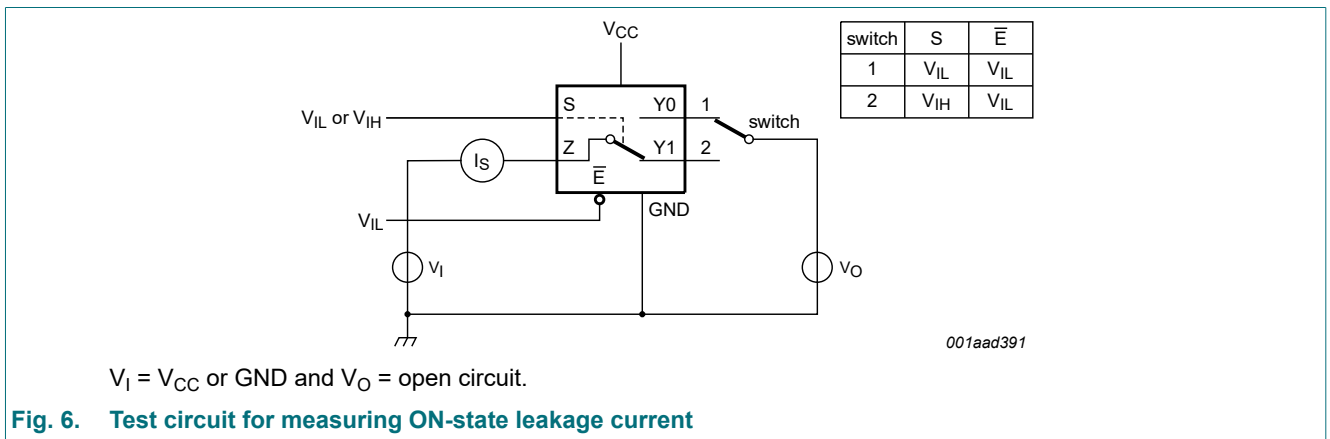 VCC
switch S E̅
1 VIL VIL
2 VIH VIL
VIL or VIH
S Y0 1 switch
Z Y1 2
IS
E̅
VIL
GND
VI
VO
001aad391
VI = VCC or GND and VO = open circuit.
Fig. 6. Test circuit for measuring ON-state leakage current